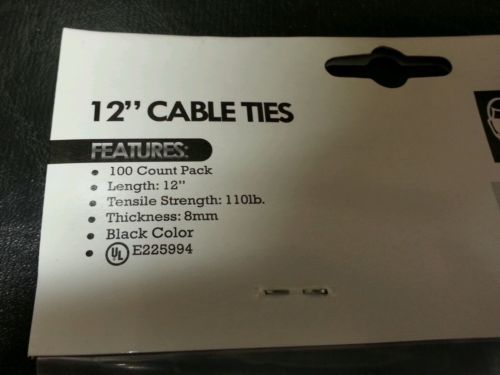 12” CABLE TIES
FEATURES:
• 100 Count Pack
• Length: 12”
• Tensile Strength: 110lb.
• Thickness: 8mm
• Black Color
• UL E225994